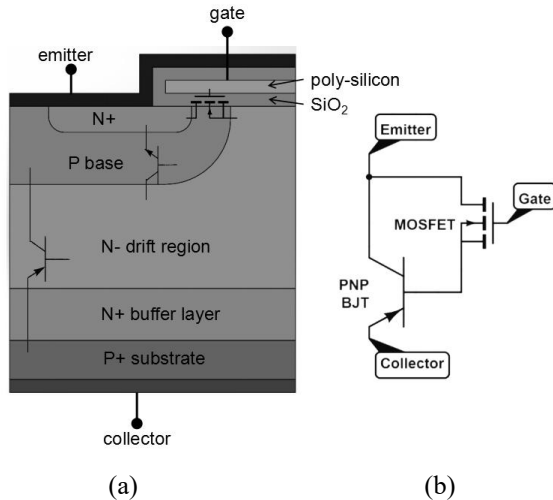 gate
emitter
poly-silicon
SiO₂
N+
P base
N- drift region
N+ buffer layer
P+ substrate
collector
(a)
Emitter
Gate
MOSFET
PNP
BJT
Collector
(b)